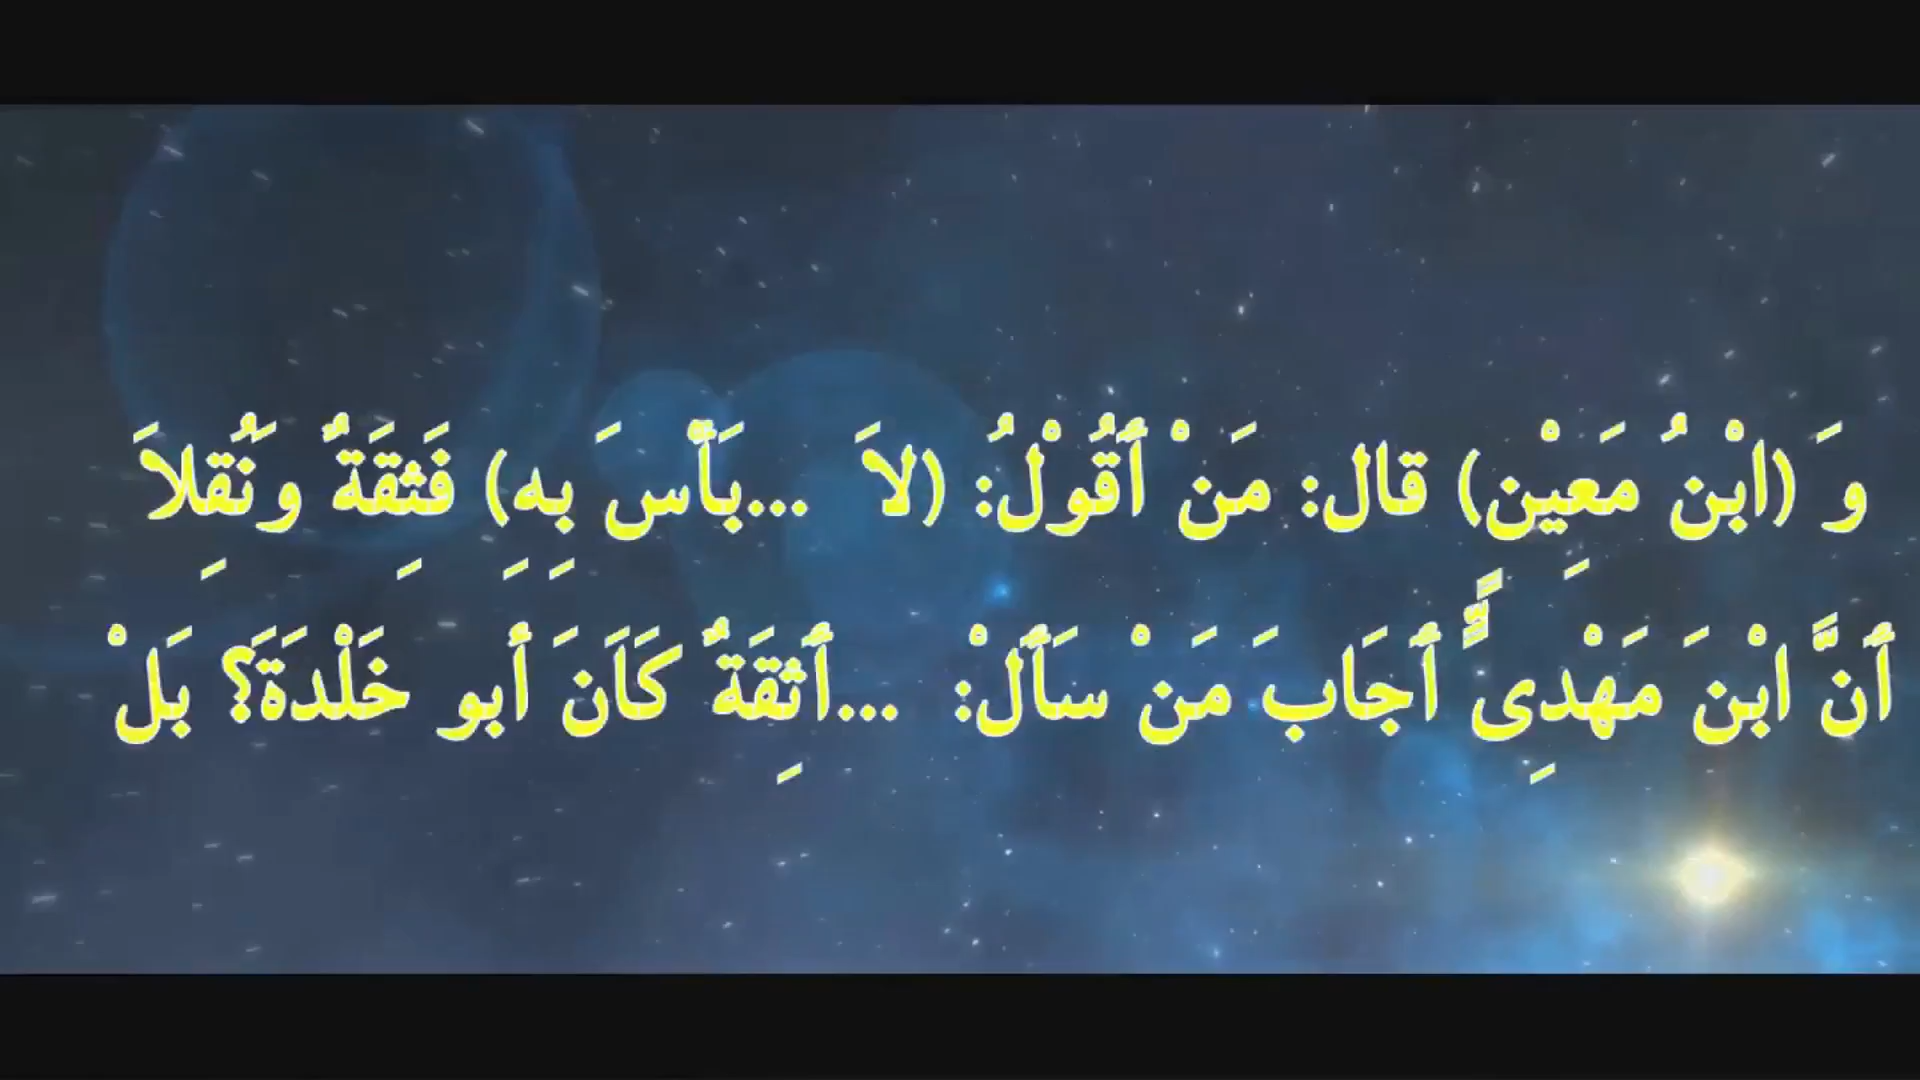 وَ (ابْنُ مَعِيْن) قال: مَنْ أَقُوْلُ: (لاَ ...بَأْسَ بِهِ) فَثِقَةٌ ونُقِلاَ
أَنَّ ابْنَ مَهْدِىًّ أَجَابَ مَنْ سَأَلْ: ...أَثِقَةٌ كَاَنَ أَبو خَلْدَةَ؟ بَلْ